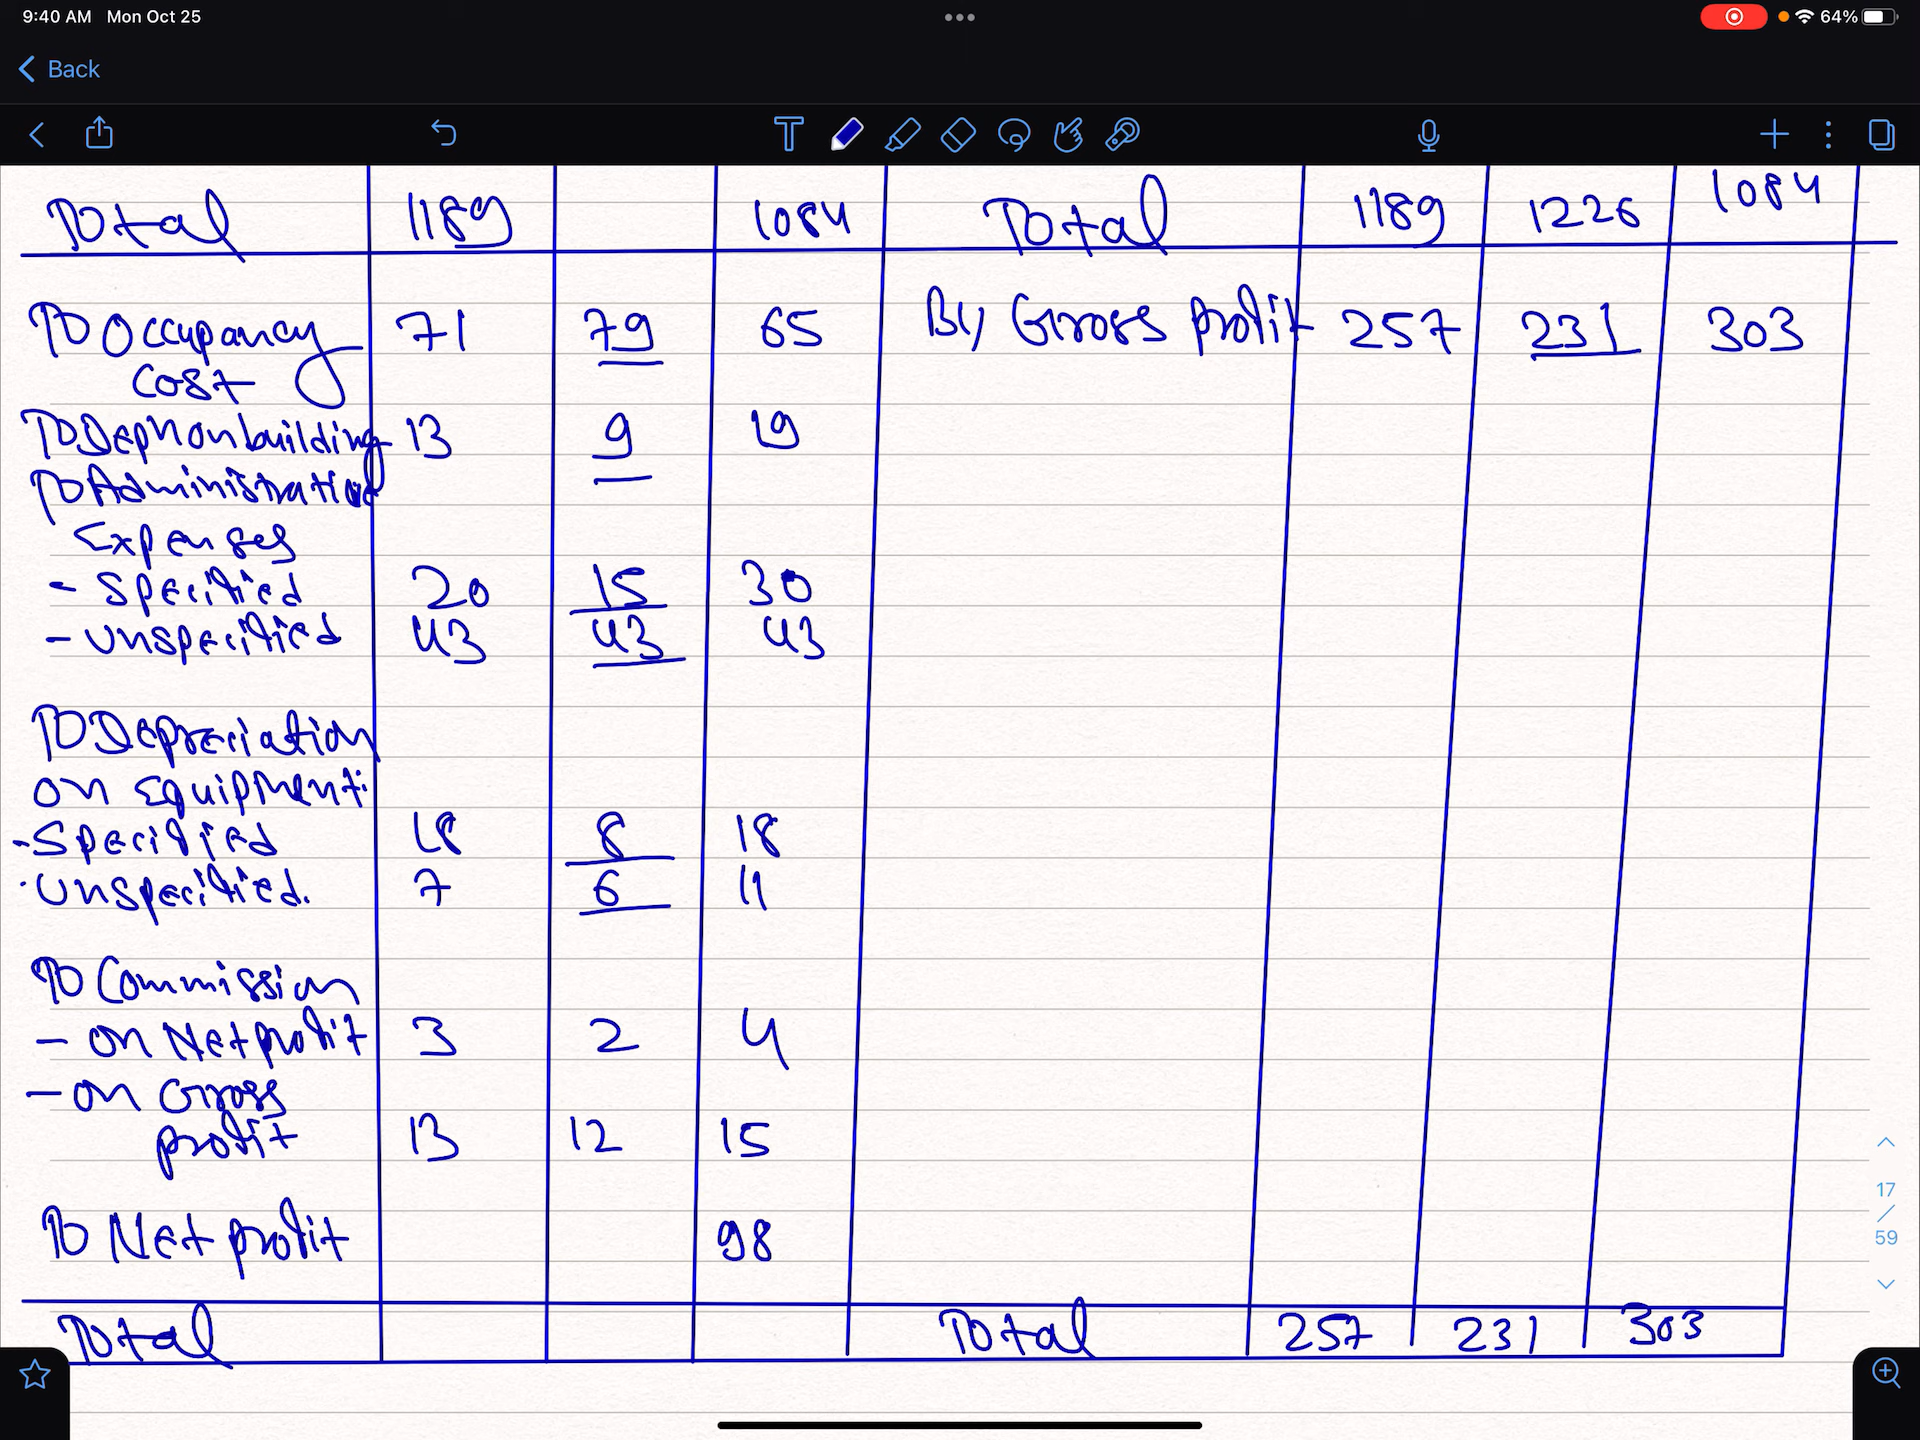 9:40 AM Mon Oct 25
64%
Back
Total 1189 1084 Total 1189 1226 1084
To Occupancy 71 79 65 By Gross profit 257 231 303
cost
To Depn on building 13 9 19
To Administration
Expenses
- Specified 20 15 30
- Unspecified 43 43 43
To Depreciation
on Equipment:
- Specified 18 8 18
- Unspecified. 7 6 11
To Commission
- on Net profit 3 2 4
- on Gross
profit 13 12 15
To Net profit 98
Total Total 257 231 303
17
/
59